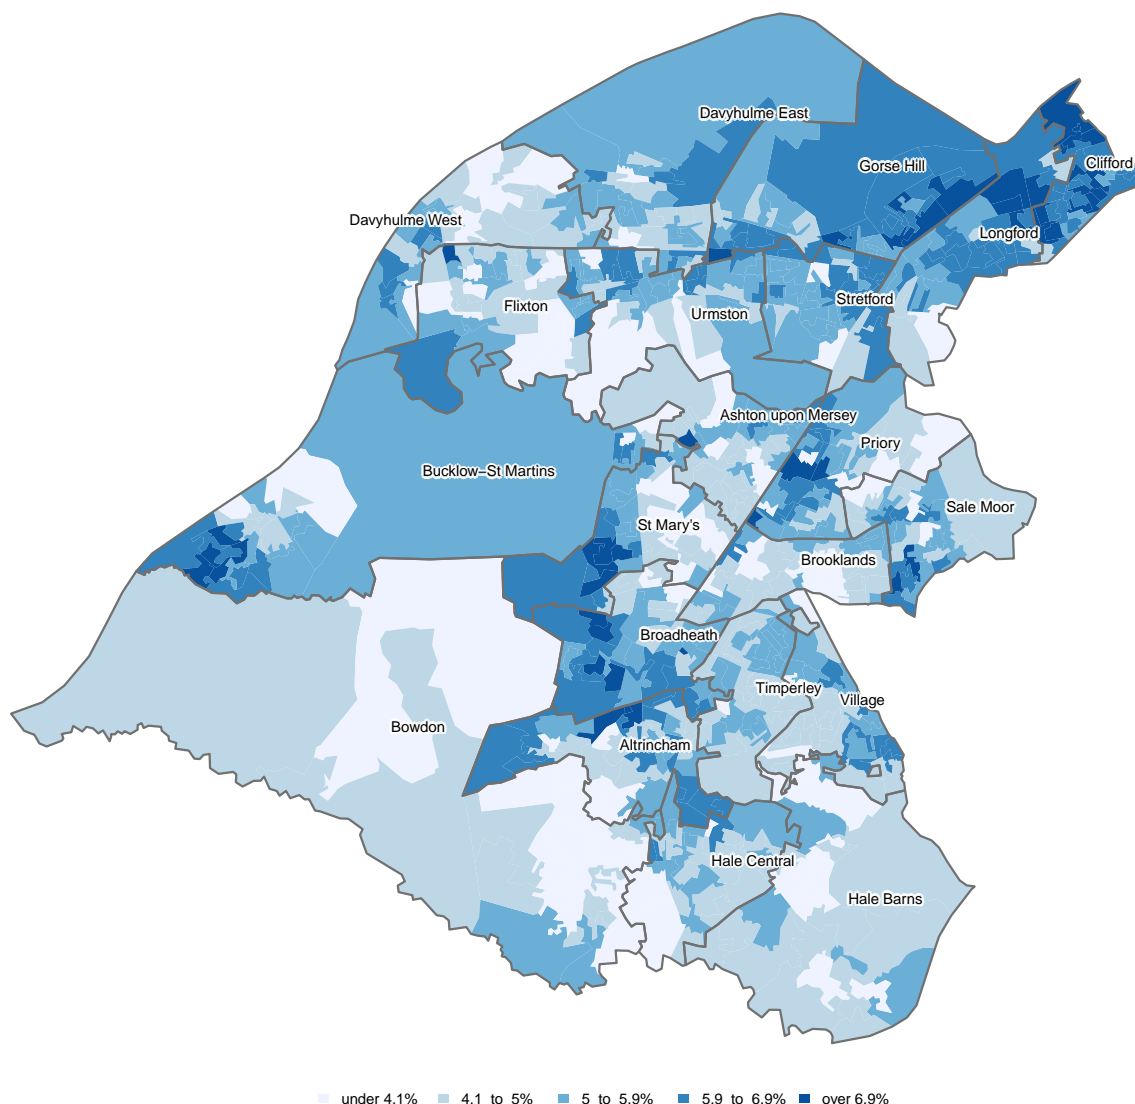 Davyhulme East
Gorse Hill
Clifford
Davyhulme West
Longford
Flixton
Stretford
Urmston
Ashton upon Mersey
Priory
Bucklow−St Martins
Sale Moor
St Mary's
Brooklands
Broadheath
Timperley
Village
Bowdon
Altrincham
Hale Central
Hale Barns
under 4.1% 4.1 to 5% 5 to 5.9% 5.9 to 6.9% over 6.9%